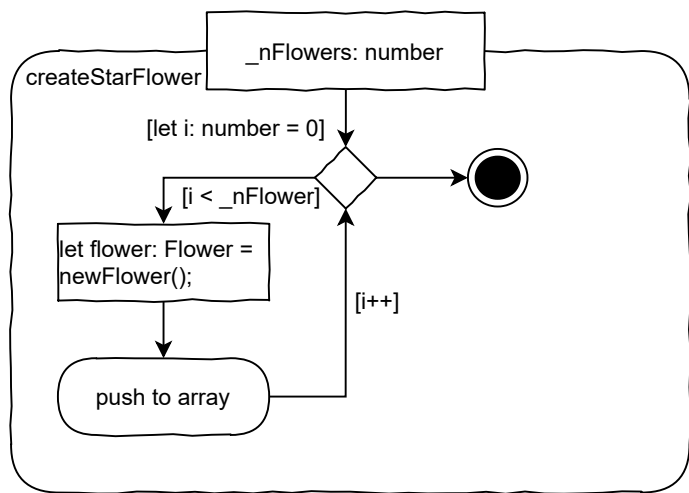 _nFlowers: number
createStarFlower
[let i: number = 0]
[i < _nFlower]
let flower: Flower =
newFlower();
[i++]
push to array